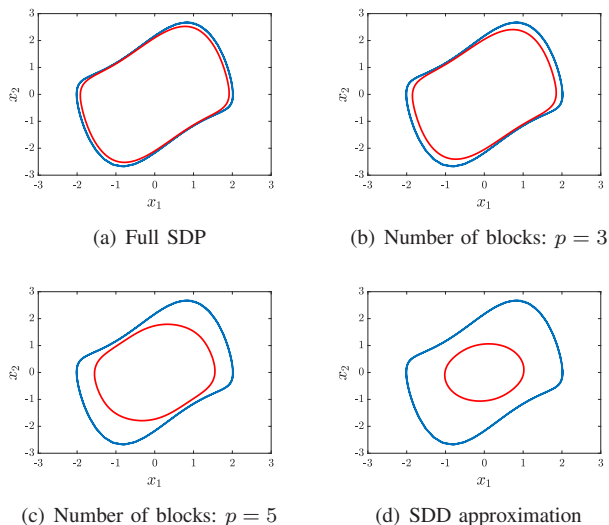 3
2
1
0
-1
-2
-3
x₂
-3 -2 -1 0 1 2 3
x₁
(a) Full SDP
3
2
1
0
-1
-2
-3
x₂
-3 -2 -1 0 1 2 3
x₁
(b) Number of blocks: p = 3
3
2
1
0
-1
-2
-3
x₂
-3 -2 -1 0 1 2 3
x₁
(c) Number of blocks: p = 5
3
2
1
0
-1
-2
-3
x₂
-3 -2 -1 0 1 2 3
x₁
(d) SDD approximation